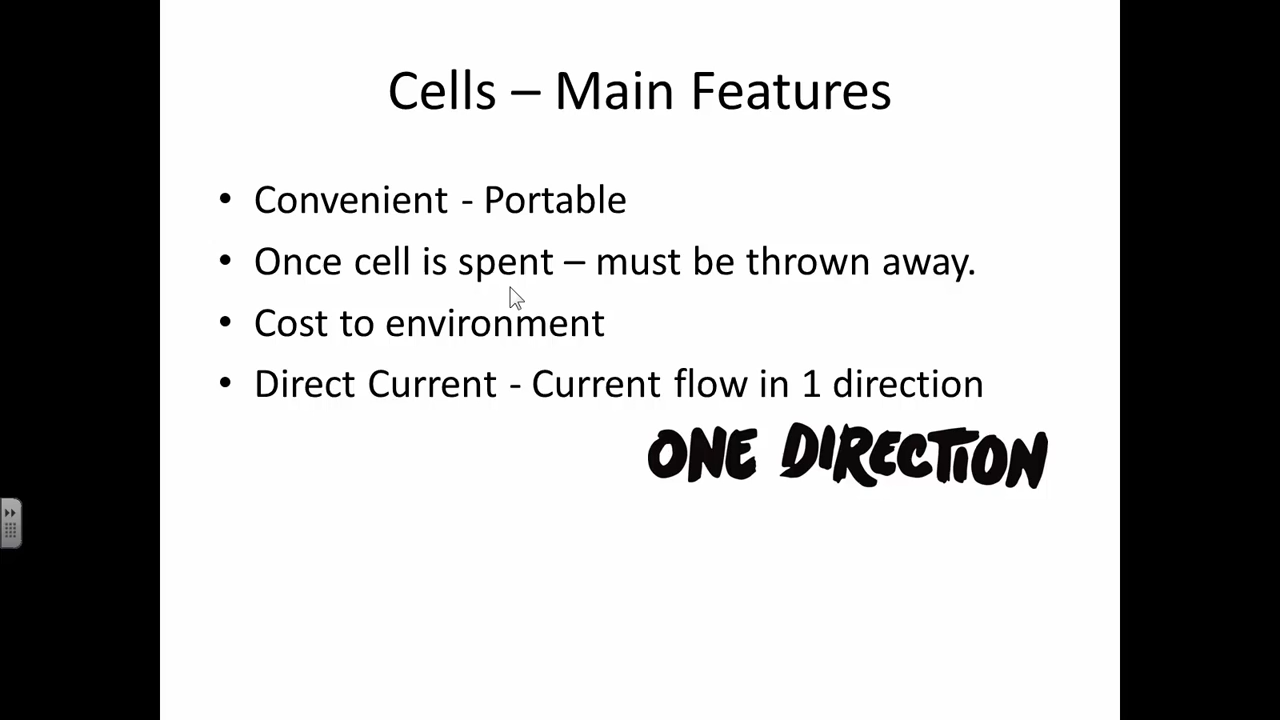 Cells – Main Features
• Convenient - Portable
• Once cell is spent – must be thrown away.
• Cost to environment
• Direct Current - Current flow in 1 direction
ONE DIRECTION